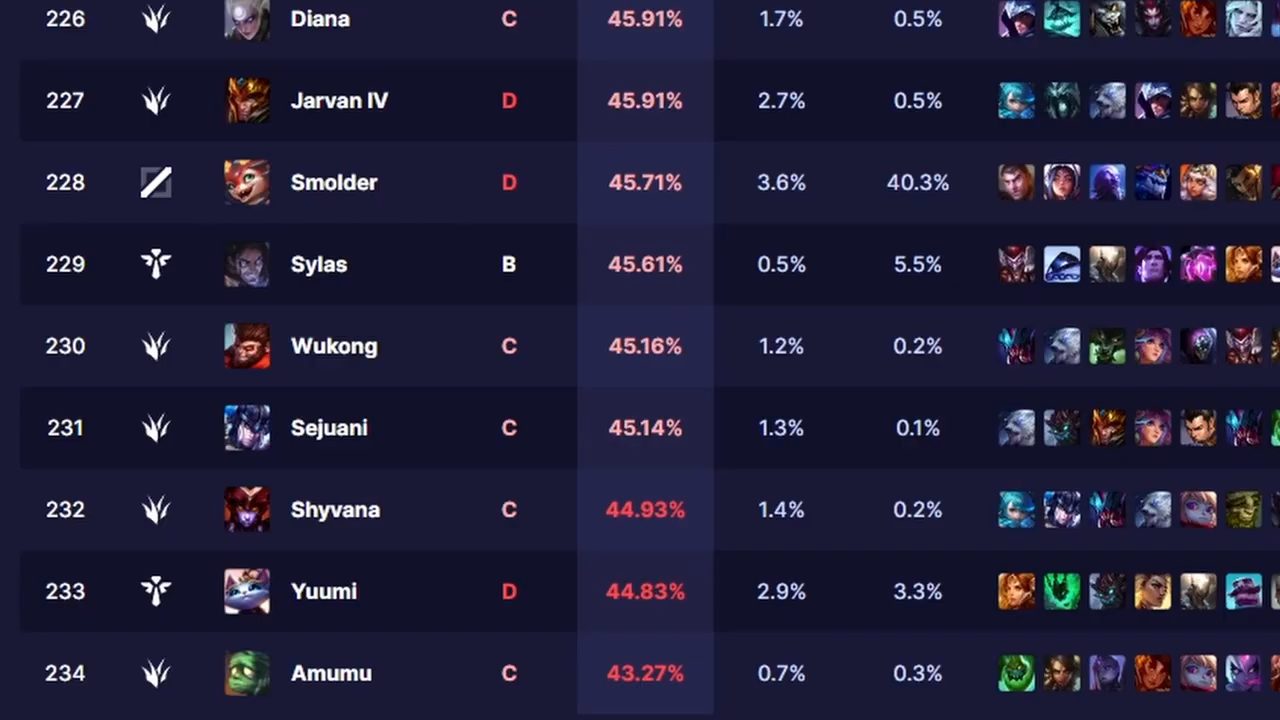 226 Diana C 45.91% 1.7% 0.5%
227 Jarvan IV D 45.91% 2.7% 0.5%
228 Smolder D 45.71% 3.6% 40.3%
229 Sylas B 45.61% 0.5% 5.5%
230 Wukong C 45.16% 1.2% 0.2%
231 Sejuani C 45.14% 1.3% 0.1%
232 Shyvana C 44.93% 1.4% 0.2%
233 Yuumi D 44.83% 2.9% 3.3%
234 Amumu C 43.27% 0.7% 0.3%